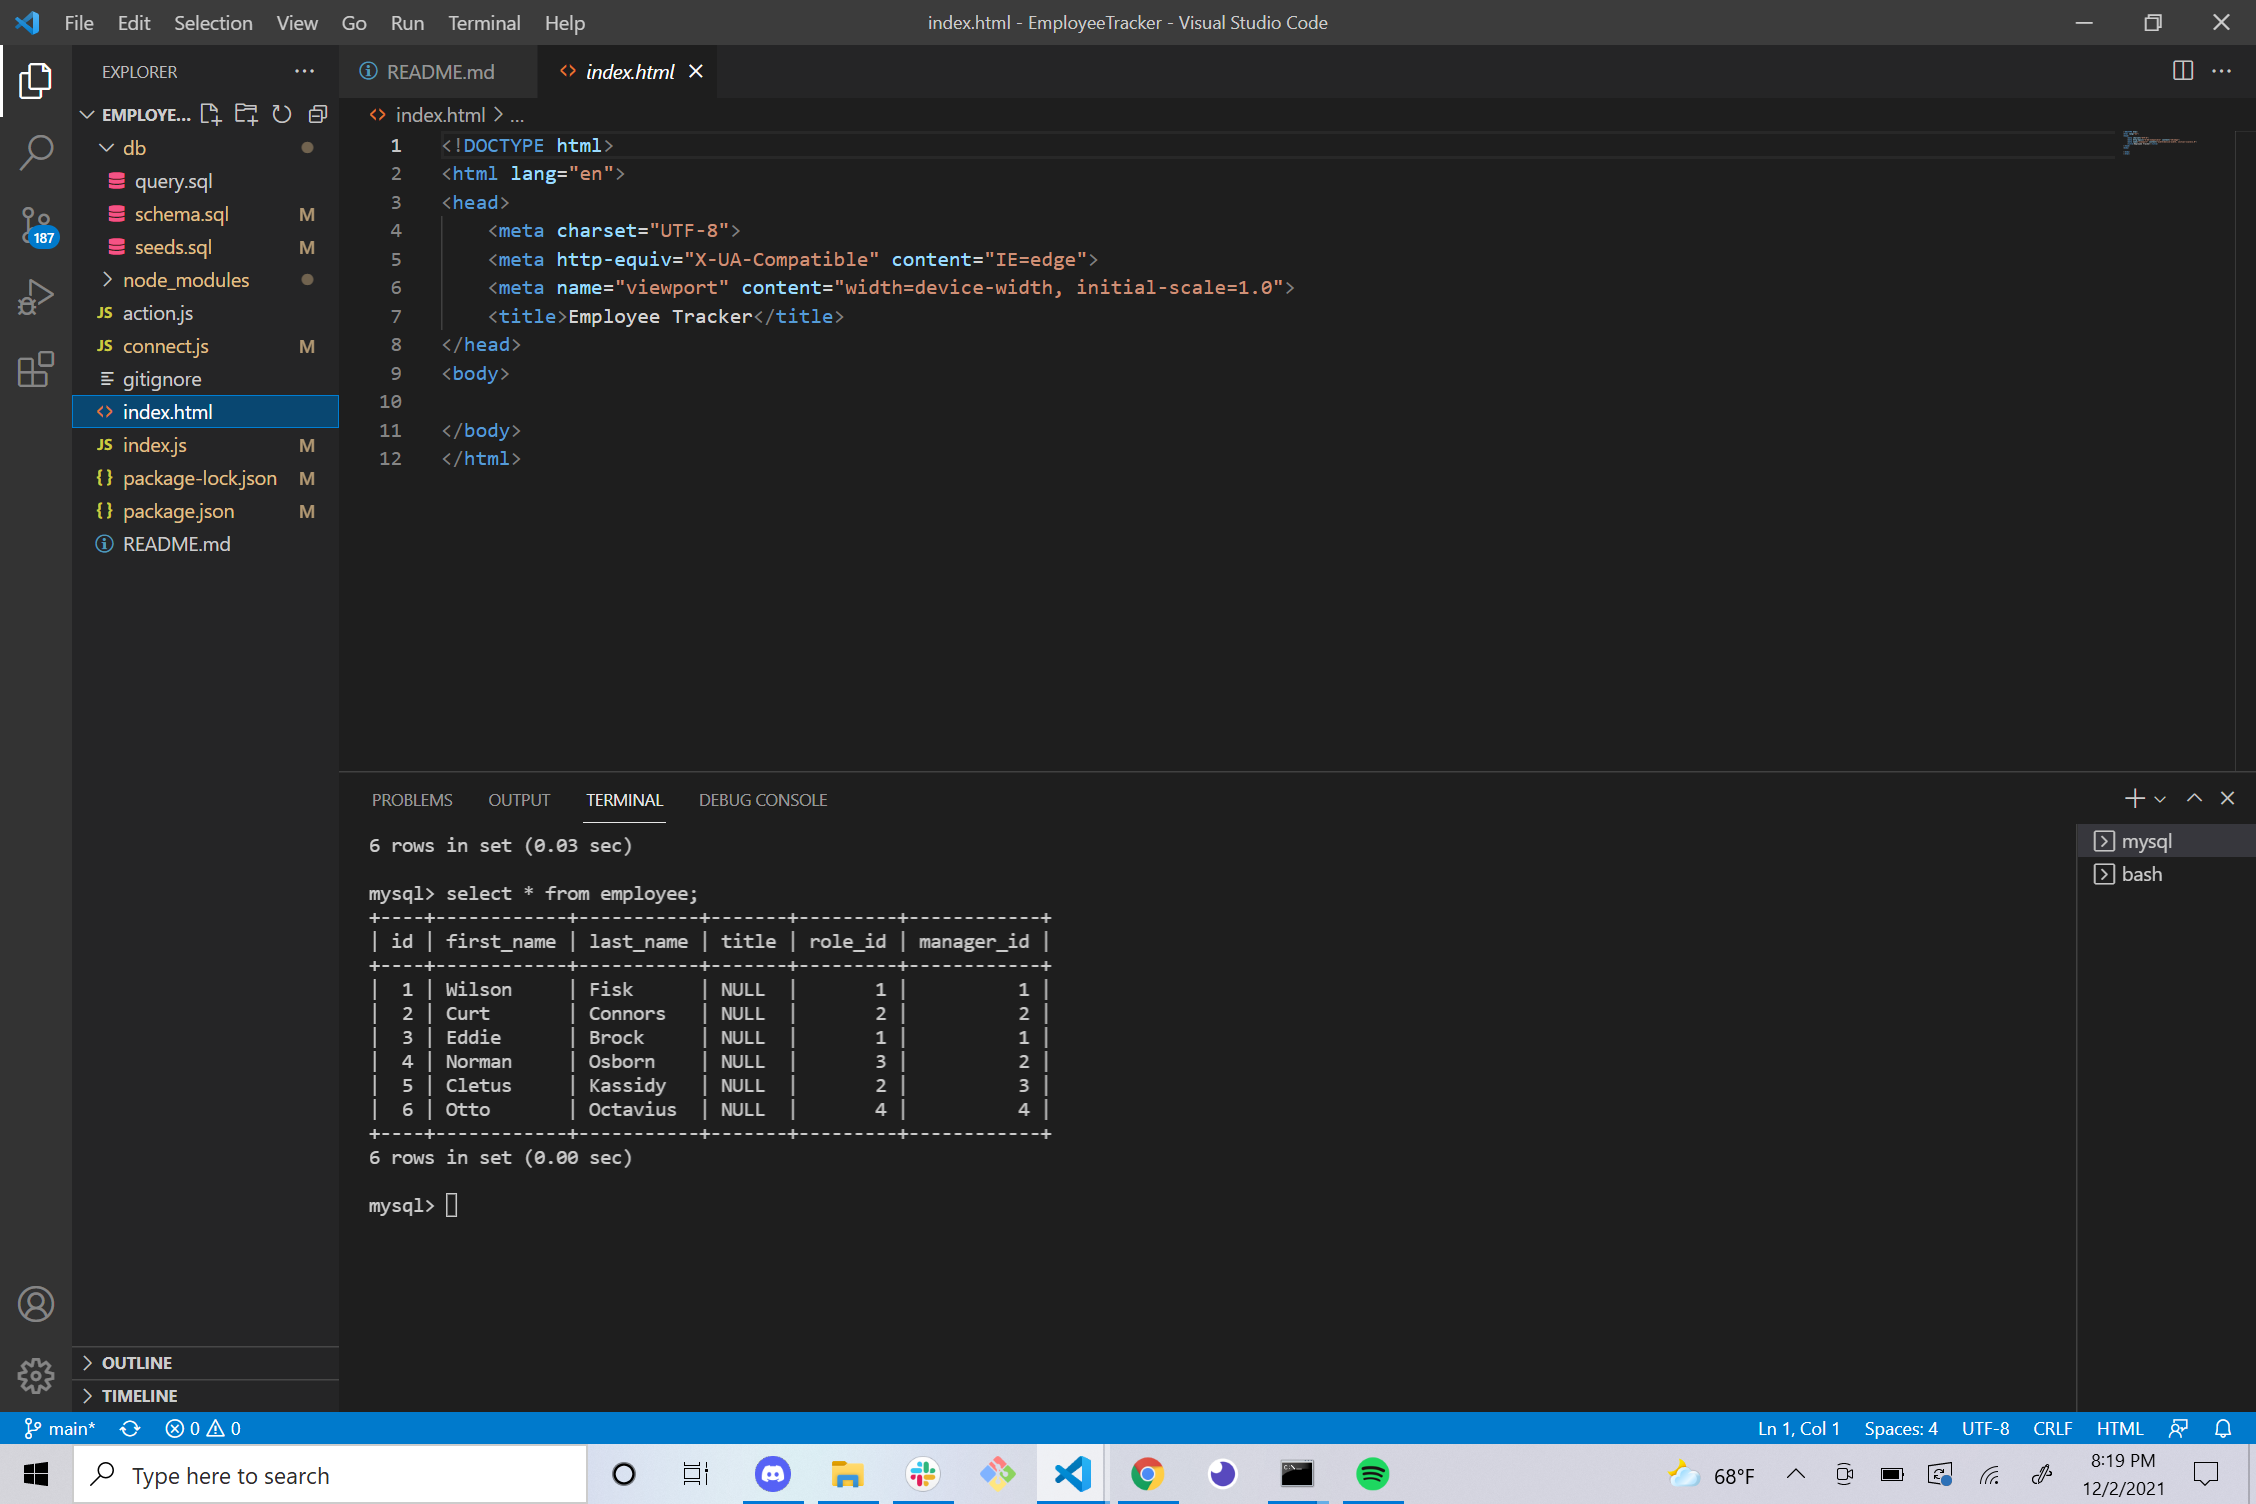 File Edit Selection View Go Run Terminal Help
index.html - EmployeeTracker - Visual Studio Code
EXPLORER
README.md
index.html
EMPLOYE...
index.html > ...
db
query.sql
schema.sql M
seeds.sql M
node_modules
JS action.js
JS connect.js M
gitignore
index.html
JS index.js M
{} package-lock.json M
{} package.json M
README.md
187
1 <!DOCTYPE html>
2 <html lang="en">
3 <head>
4     <meta charset="UTF-8">
5     <meta http-equiv="X-UA-Compatible" content="IE=edge">
6     <meta name="viewport" content="width=device-width, initial-scale=1.0">
7     <title>Employee Tracker</title>
8 </head>
9 <body>
10
11 </body>
12 </html>
PROBLEMS OUTPUT TERMINAL DEBUG CONSOLE
mysql
bash
6 rows in set (0.03 sec)
mysql> select * from employee;
+----+------------+-----------+-------+---------+------------+
| id | first_name | last_name | title | role_id | manager_id |
+----+------------+-----------+-------+---------+------------+
|  1 | Wilson     | Fisk      | NULL  |       1 |          1 |
|  2 | Curt       | Connors   | NULL  |       2 |          2 |
|  3 | Eddie      | Brock     | NULL  |       1 |          1 |
|  4 | Norman     | Osborn    | NULL  |       3 |          2 |
|  5 | Cletus     | Kassidy   | NULL  |       2 |          3 |
|  6 | Otto       | Octavius  | NULL  |       4 |          4 |
+----+------------+-----------+-------+---------+------------+
6 rows in set (0.00 sec)
mysql>
OUTLINE
TIMELINE
main* 0 0
Ln 1, Col 1 Spaces: 4 UTF-8 CRLF HTML
Type here to search
68°F
8:19 PM
12/2/2021